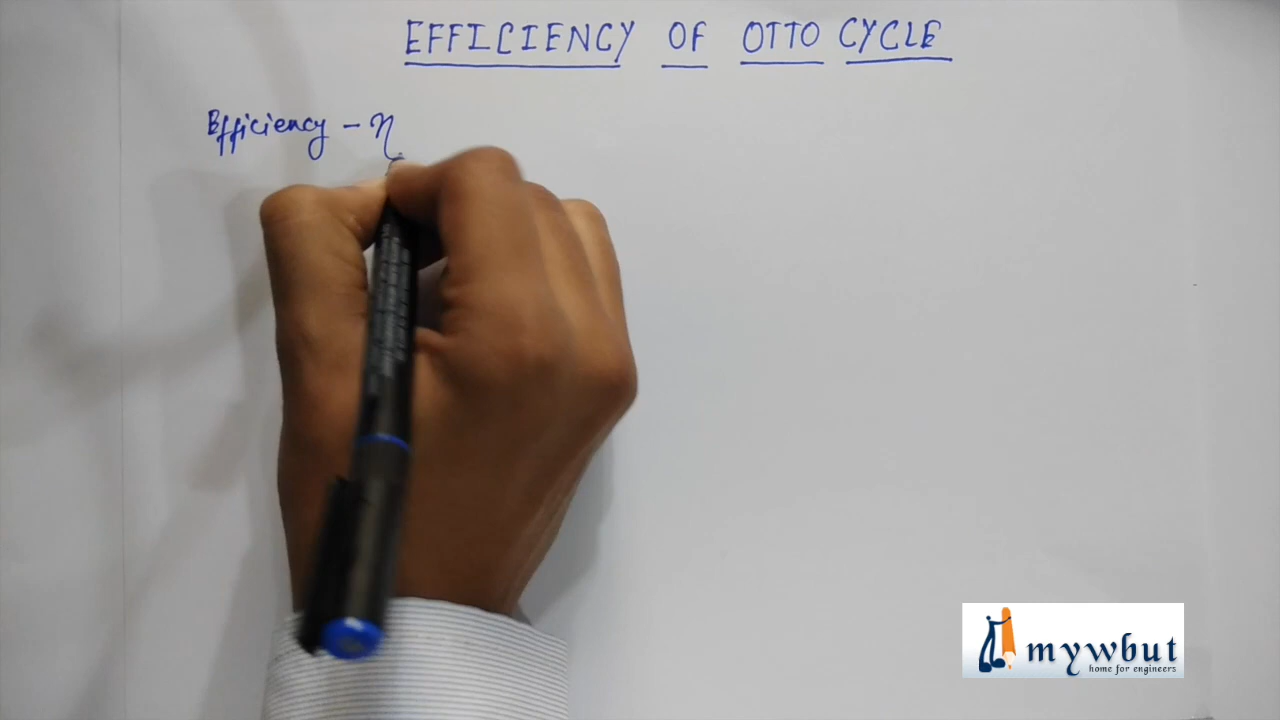 EFFICIENCY OF OTTO CYCLE
Efficiency - η
mywbut
home for engineers